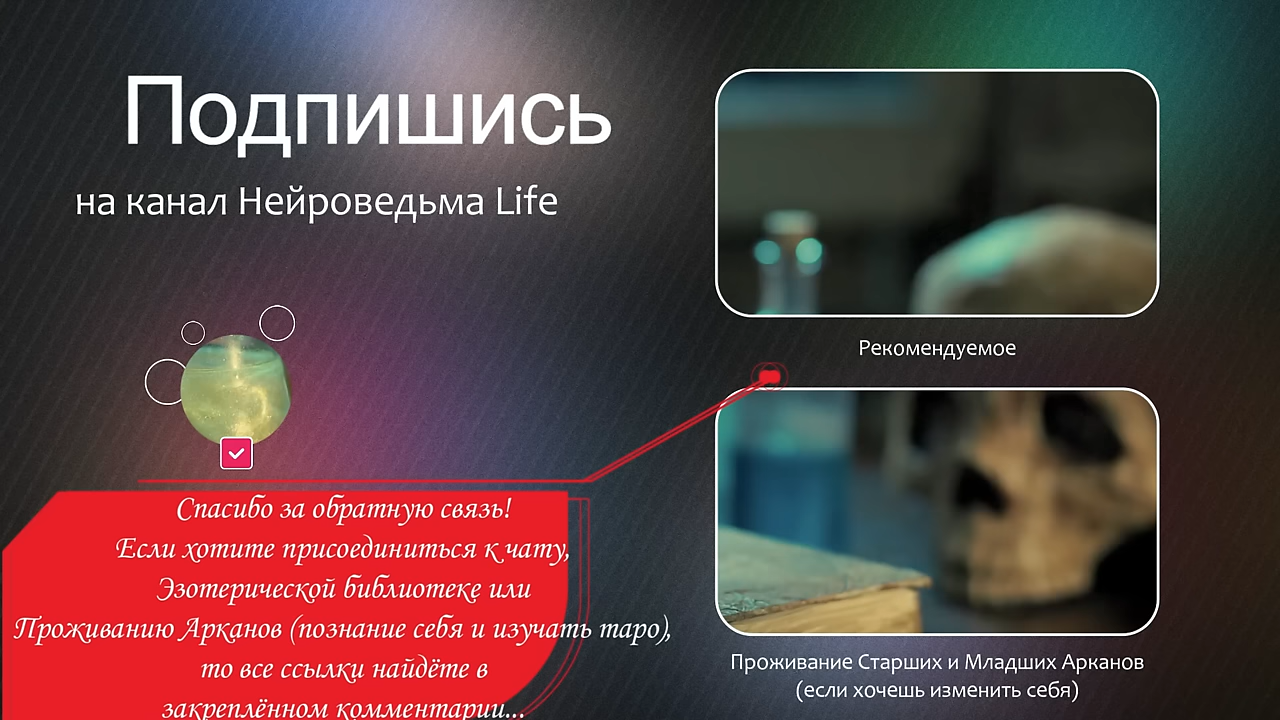 Подпишись
на канал Нейроведьма Life
Рекомендуемое
Спасибо за обратную связь!
Если хотите присоединиться к чату,
Эзотерической библиотеке или
Проживанию Арканов (познание себя и изучать таро),
то все ссылки найдёте в
закреплённом комментарии...
Проживание Старших и Младших Арканов
(если хочешь изменить себя)